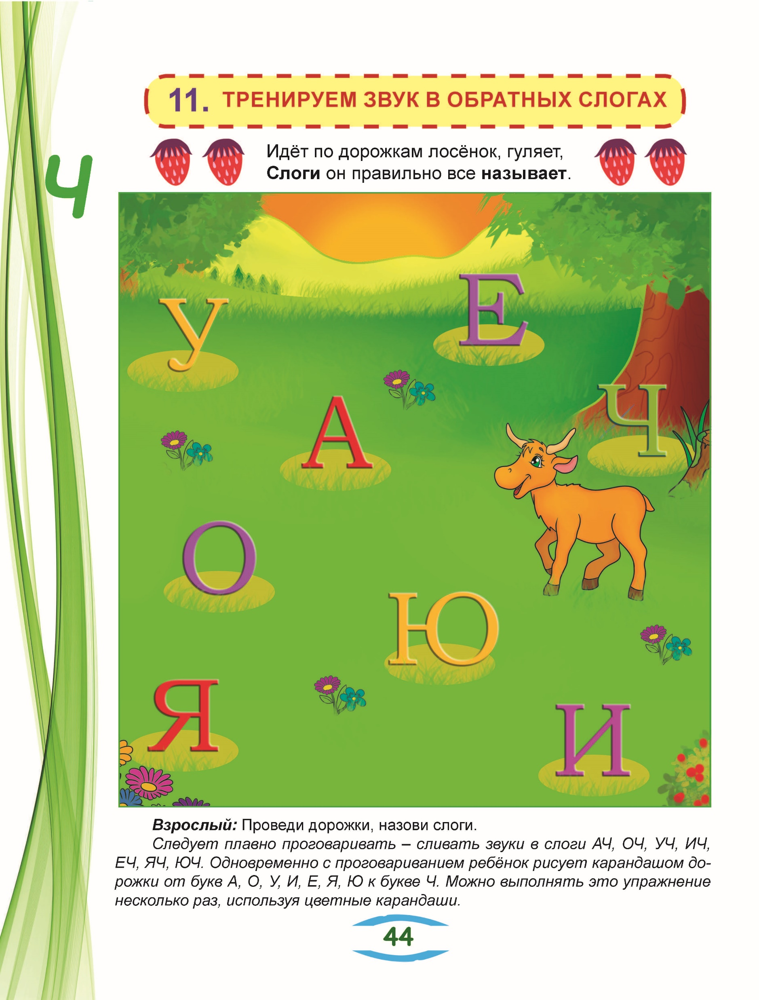 11. ТРЕНИРУЕМ ЗВУК В ОБРАТНЫХ СЛОГАХ
Ч
Идёт по дорожкам лосёнок, гуляет,
Слоги он правильно все называет.
У
Е
А
Ч
О
Ю
Я
И
Взрослый: Проведи дорожки, назови слоги.
Следует плавно проговаривать – сливать звуки в слоги АЧ, ОЧ, УЧ, ИЧ,
ЕЧ, ЯЧ, ЮЧ. Одновременно с проговариванием ребёнок рисует карандашом до-
рожки от букв А, О, У, И, Е, Я, Ю к букве Ч. Можно выполнять это упражнение
несколько раз, используя цветные карандаши.
44